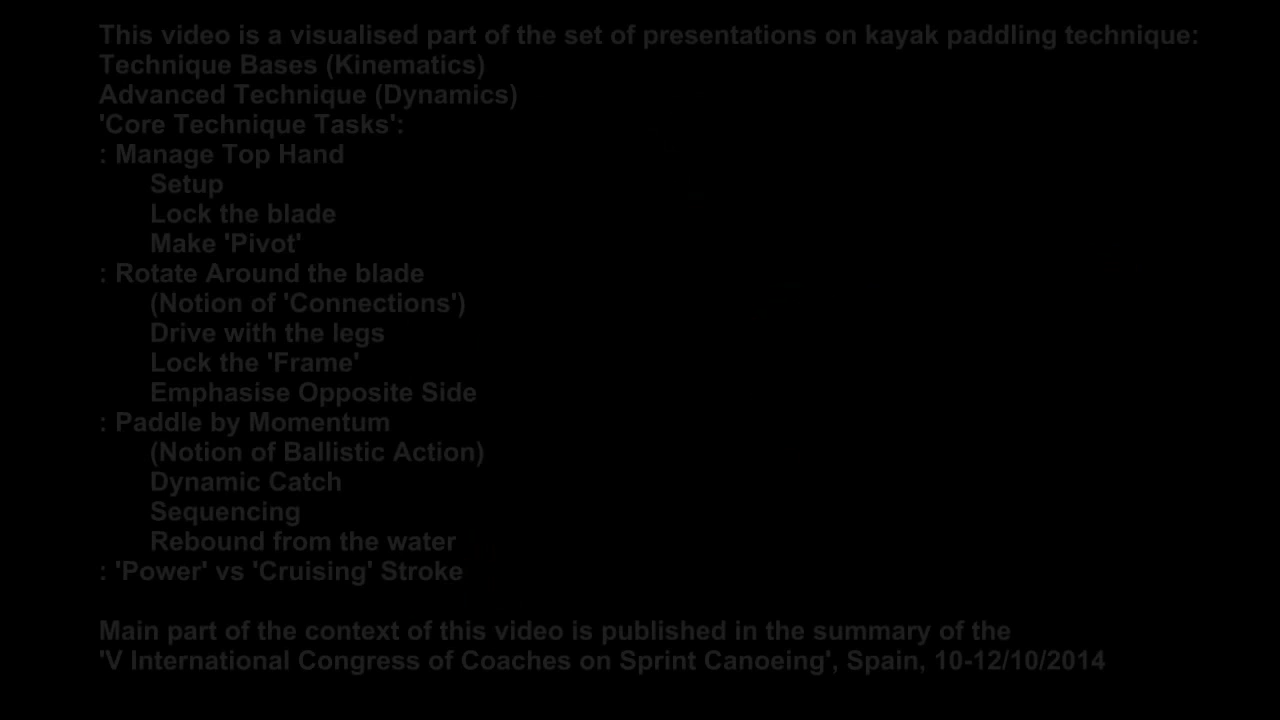 This video is a visualised part of the set of presentations on kayak paddling technique:
Technique Bases (Kinematics)
Advanced Technique (Dynamics)
'Core Technique Tasks':
: Manage Top Hand
Setup
Lock the blade
Make 'Pivot'
: Rotate Around the blade
(Notion of 'Connections')
Drive with the legs
Lock the 'Frame'
Emphasise Opposite Side
: Paddle by Momentum
(Notion of Ballistic Action)
Dynamic Catch
Sequencing
Rebound from the water
: 'Power' vs 'Cruising' Stroke
Main part of the context of this video is published in the summary of the
'V International Congress of Coaches on Sprint Canoeing', Spain, 10-12/10/2014